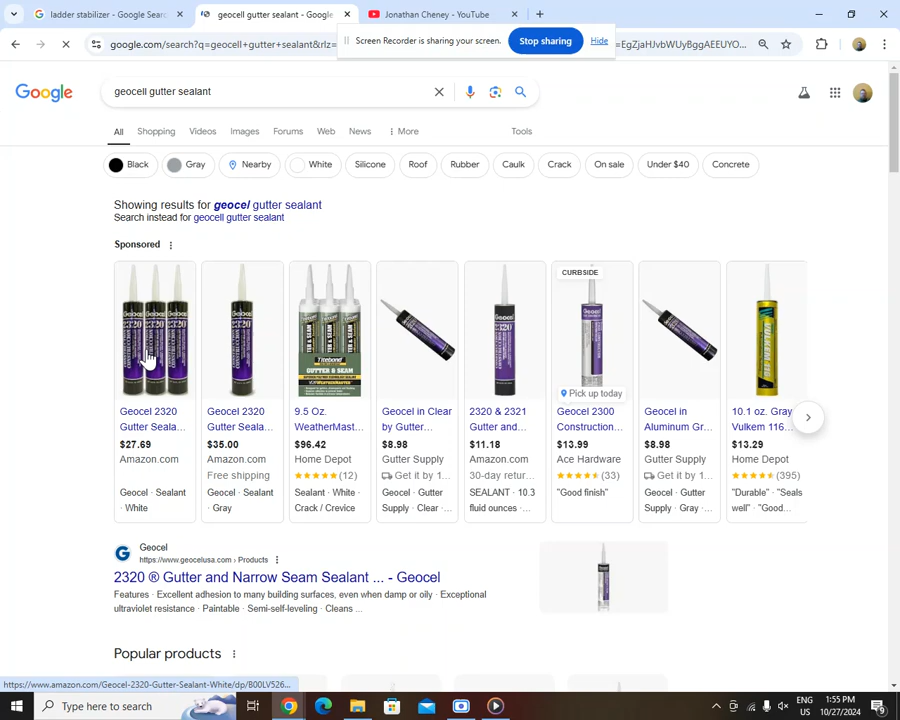 ladder stabilizer - Google Searc
geocell gutter sealant - Google
Jonathan Cheney - YouTube
google.com/search?q=geocell+gutter+sealant&rlz=
Screen Recorder is sharing your screen.
Stop sharing
Hide
=EgZjaHJvbWUyBggAEEUYO...
Google
geocell gutter sealant
All
Shopping
Videos
Images
Forums
Web
News
More
Tools
Black
Gray
Nearby
White
Silicone
Roof
Rubber
Caulk
Crack
On sale
Under $40
Concrete
Showing results for geocel gutter sealant
Search instead for geocell gutter sealant
Sponsored
CURBSIDE
Pick up today
Geocel 2320
Gutter Seala...
$27.69
Amazon.com
Geocel · Sealant
· White
Geocel 2320
Gutter Seala...
$35.00
Amazon.com
Free shipping
Geocel · Sealant
· Gray
9.5 Oz.
WeatherMast...
$96.42
Home Depot
(12)
Sealant · White ·
Crack / Crevice
Geocel in Clear
by Gutter...
$8.98
Gutter Supply
Get it by 1...
Geocel · Gutter
Supply · Clear ·...
2320 & 2321
Gutter and...
$11.18
Amazon.com
30-day retur...
SEALANT · 10.3
fluid ounces ·...
Geocel 2300
Construction...
$13.99
Ace Hardware
(33)
"Good finish"
Geocel in
Aluminum Gr...
$8.98
Gutter Supply
Get it by 1...
Geocel · Gutter
Supply · Gray ·...
10.1 oz. Gray
Vulkem 116...
$13.29
Home Depot
(395)
"Durable" · "Seals
well" · "Good...
Geocel
https://www.geocelusa.com › Products
2320 ® Gutter and Narrow Seam Sealant ... - Geocel
Features · Excellent adhesion to many building surfaces, even when damp or oily · Exceptional
ultraviolet resistance · Paintable · Semi-self-leveling · Cleans ...
Popular products
https://www.amazon.com/Geocel-2320-Gutter-Sealant-White/dp/B00LV526...
Type here to search
ENG
US
1:55 PM
10/27/2024
9